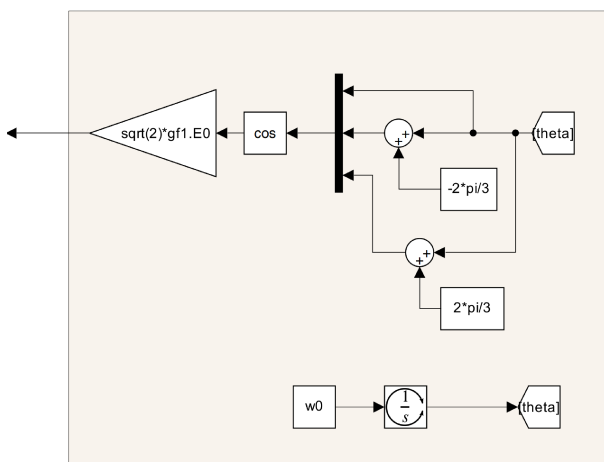 sqrt(2)*gf1.E0
cos
+
+
[theta]
-2*pi/3
+
+
2*pi/3
w0
1
s
[theta]